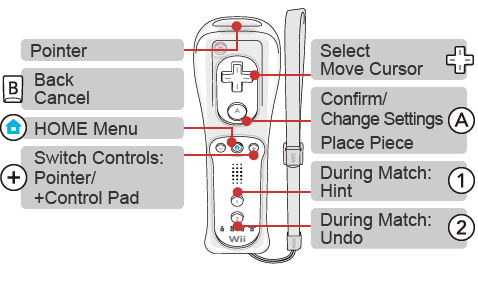 Pointer
B
Back
Cancel
HOME Menu
+
Switch Controls:
Pointer/
+Control Pad
Select
Move Cursor
Confirm/
Change Settings
Place Piece
A
During Match:
Hint
1
During Match:
Undo
2
A
Wii